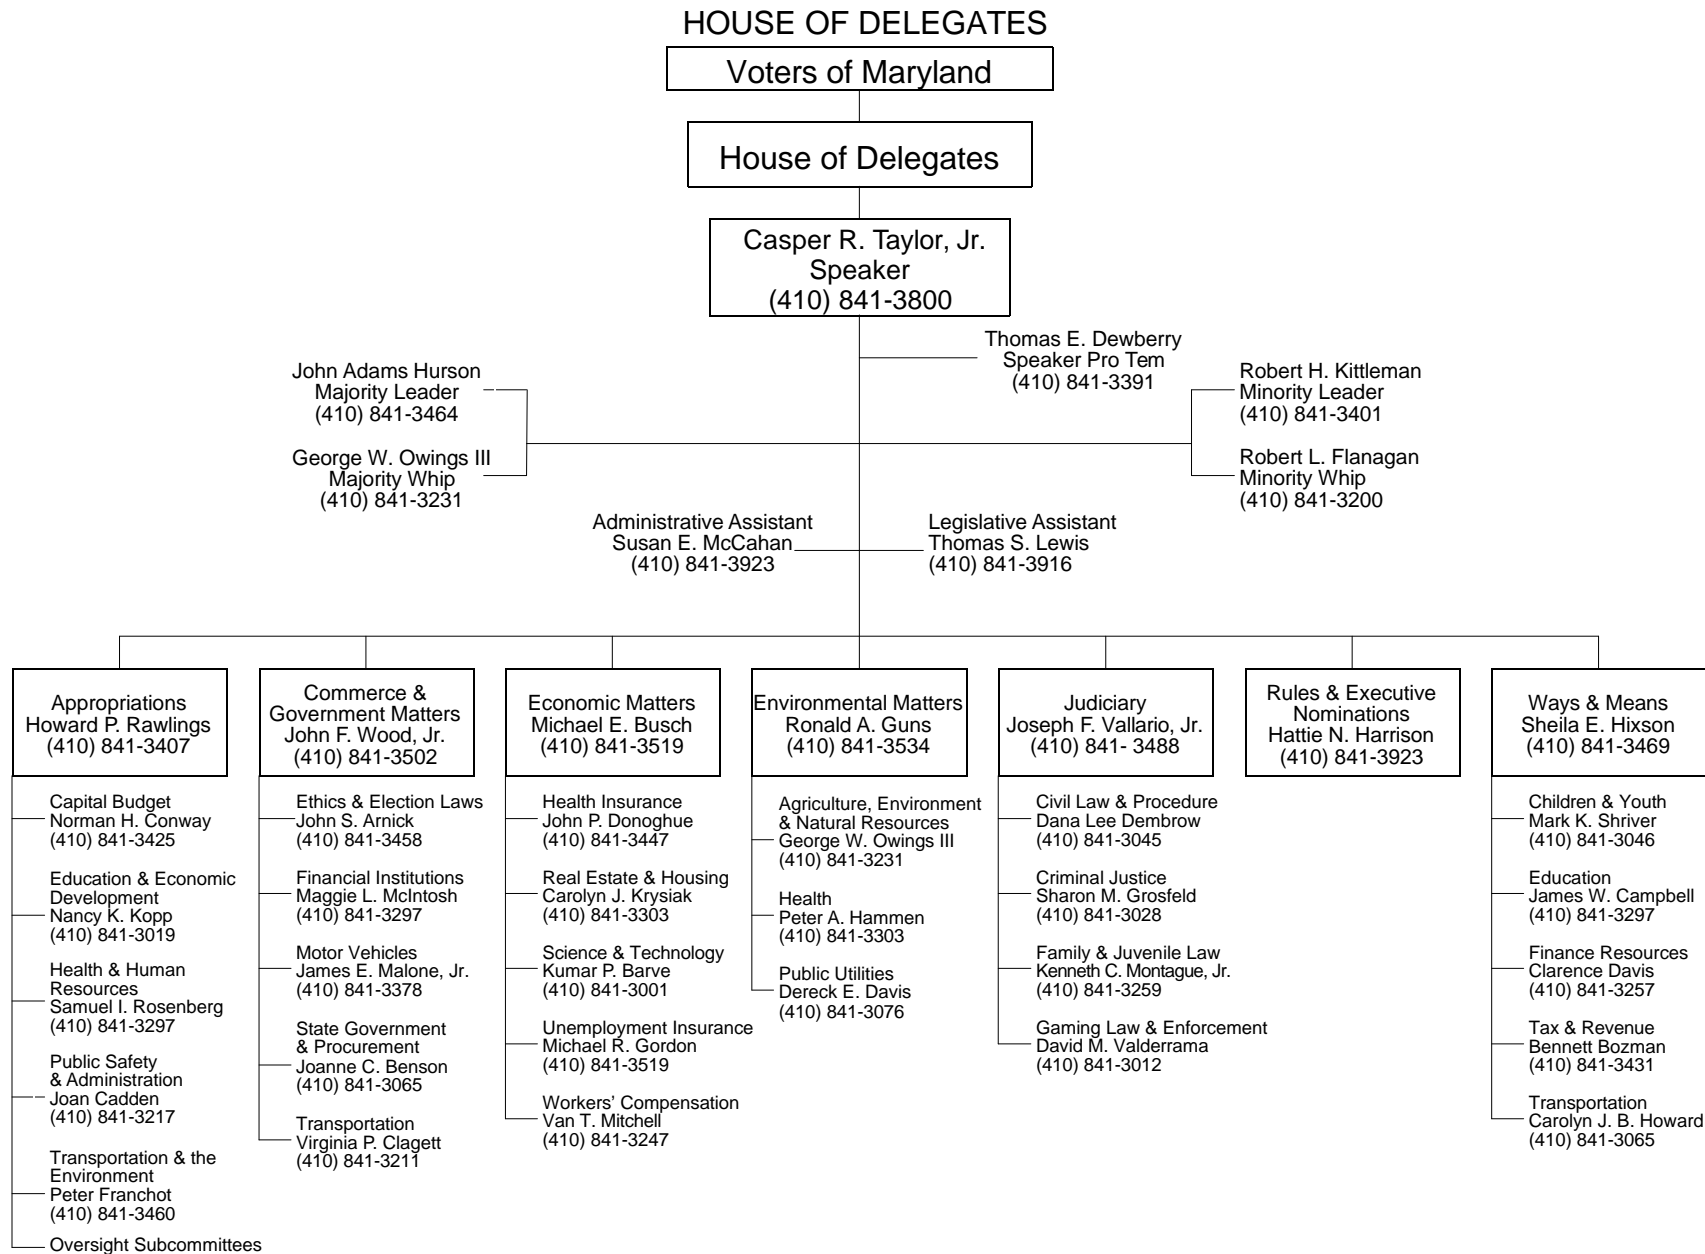 HOUSE OF DELEGATES
Voters of Maryland
House of Delegates
Casper R. Taylor, Jr.
Speaker
(410) 841-3800
Thomas E. Dewberry
Speaker Pro Tem
(410) 841-3391
John Adams Hurson
Majority Leader
(410) 841-3464
George W. Owings III
Majority Whip
(410) 841-3231
Robert H. Kittleman
Minority Leader
(410) 841-3401
Robert L. Flanagan
Minority Whip
(410) 841-3200
Administrative Assistant
Susan E. McCahan
(410) 841-3923
Legislative Assistant
Thomas S. Lewis
(410) 841-3916
Appropriations
Howard P. Rawlings
(410) 841-3407
Capital Budget
Norman H. Conway
(410) 841-3425
Education & Economic
Development
Nancy K. Kopp
(410) 841-3019
Health & Human
Resources
Samuel I. Rosenberg
(410) 841-3297
Public Safety
& Administration
Joan Cadden
(410) 841-3217
Transportation & the
Environment
Peter Franchot
(410) 841-3460
Oversight Subcommittees
Commerce &
Government Matters
John F. Wood, Jr.
(410) 841-3502
Ethics & Election Laws
John S. Arnick
(410) 841-3458
Financial Institutions
Maggie L. McIntosh
(410) 841-3297
Motor Vehicles
James E. Malone, Jr.
(410) 841-3378
State Government
& Procurement
Joanne C. Benson
(410) 841-3065
Transportation
Virginia P. Clagett
(410) 841-3211
Economic Matters
Michael E. Busch
(410) 841-3519
Health Insurance
John P. Donoghue
(410) 841-3447
Real Estate & Housing
Carolyn J. Krysiak
(410) 841-3303
Science & Technology
Kumar P. Barve
(410) 841-3001
Unemployment Insurance
Michael R. Gordon
(410) 841-3519
Workers' Compensation
Van T. Mitchell
(410) 841-3247
Environmental Matters
Ronald A. Guns
(410) 841-3534
Agriculture, Environment
& Natural Resources
George W. Owings III
(410) 841-3231
Health
Peter A. Hammen
(410) 841-3303
Public Utilities
Dereck E. Davis
(410) 841-3076
Judiciary
Joseph F. Vallario, Jr.
(410) 841- 3488
Civil Law & Procedure
Dana Lee Dembrow
(410) 841-3045
Criminal Justice
Sharon M. Grosfeld
(410) 841-3028
Family & Juvenile Law
Kenneth C. Montague, Jr.
(410) 841-3259
Gaming Law & Enforcement
David M. Valderrama
(410) 841-3012
Rules & Executive
Nominations
Hattie N. Harrison
(410) 841-3923
Ways & Means
Sheila E. Hixson
(410) 841-3469
Children & Youth
Mark K. Shriver
(410) 841-3046
Education
James W. Campbell
(410) 841-3297
Finance Resources
Clarence Davis
(410) 841-3257
Tax & Revenue
Bennett Bozman
(410) 841-3431
Transportation
Carolyn J. B. Howard
(410) 841-3065